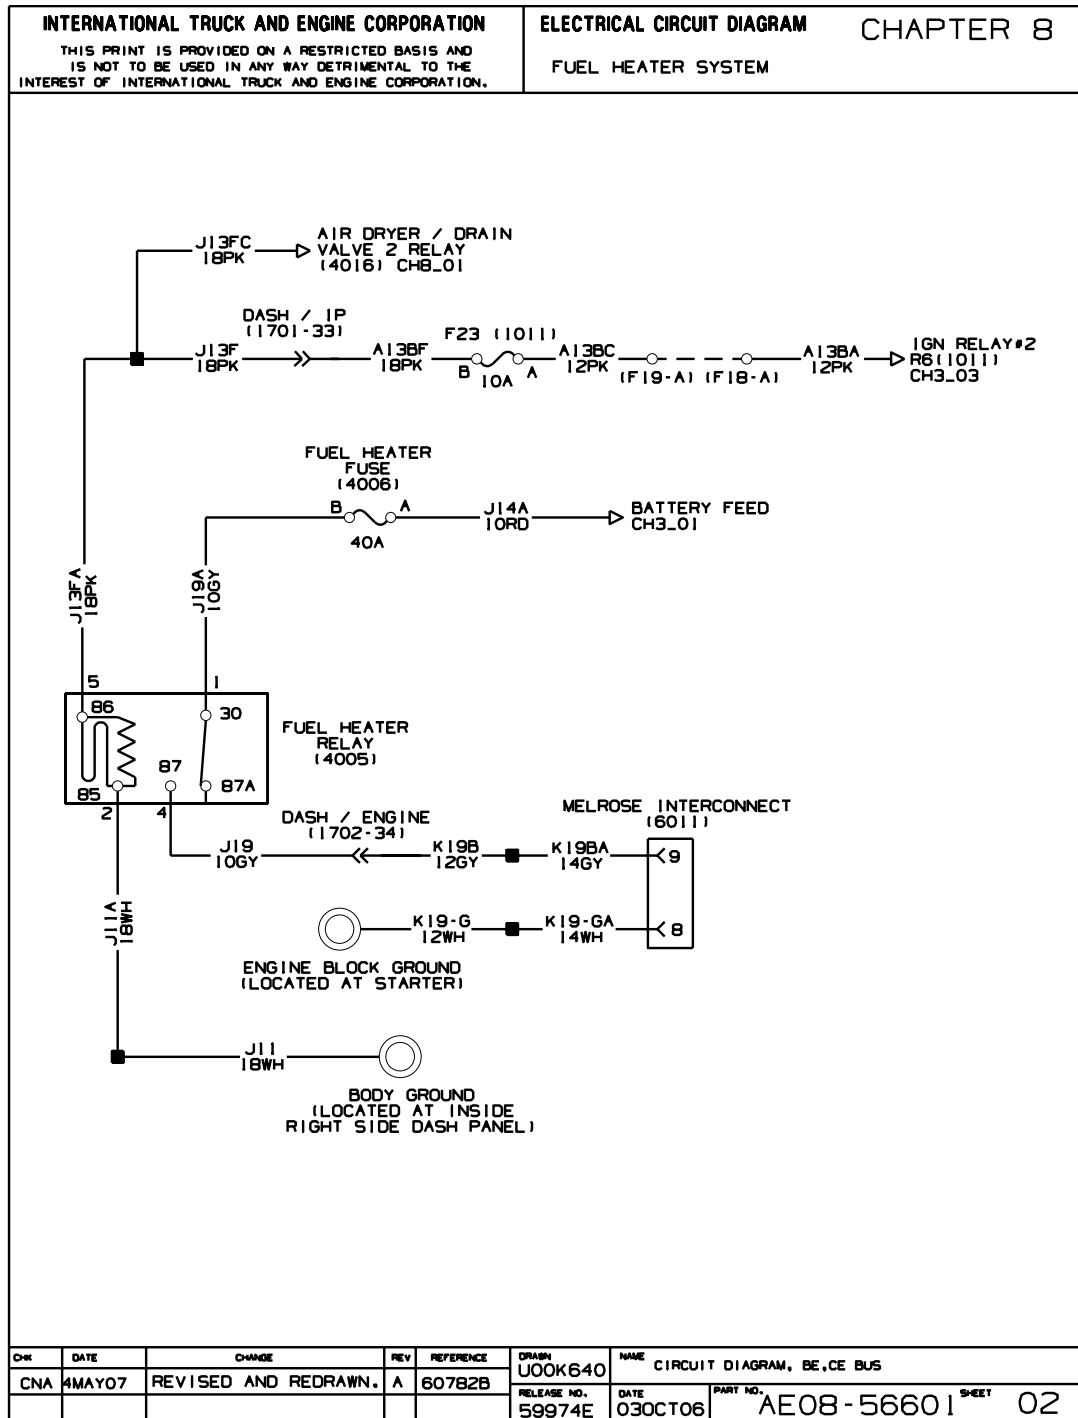 INTERNATIONAL TRUCK AND ENGINE CORPORATION
THIS PRINT IS PROVIDED ON A RESTRICTED BASIS AND
IS NOT TO BE USED IN ANY WAY DETRIMENTAL TO THE
INTEREST OF INTERNATIONAL TRUCK AND ENGINE CORPORATION.
ELECTRICAL CIRCUIT DIAGRAM
CHAPTER 8
FUEL HEATER SYSTEM
J13FC
18PK
AIR DRYER / DRAIN
VALVE 2 RELAY
(4016) CH8_01
DASH / IP
(1701-33)
J13F
18PK
A13BF
18PK
F23 (1011)
B
10A
A
A13BC
12PK
(F19-A)
(F18-A)
A13BA
12PK
IGN RELAY#2
R6(1011)
CH3_03
FUEL HEATER
FUSE
(4006)
B
A
40A
J14A
10RD
BATTERY FEED
CH3_01
J13FA
18PK
J19A
10GY
5
1
86
30
87
85
87A
2
4
FUEL HEATER
RELAY
(4005)
DASH / ENGINE
(1702-34)
J19
10GY
K19B
12GY
K19BA
14GY
MELROSE INTERCONNECT
(6011)
9
J11A
18WH
K19-G
12WH
K19-GA
14WH
8
ENGINE BLOCK GROUND
(LOCATED AT STARTER)
J11
18WH
BODY GROUND
(LOCATED AT INSIDE
RIGHT SIDE DASH PANEL)
CHK
DATE
CHANGE
REV
REFERENCE
CNA
4MAY07
REVISED AND REDRAWN.
A
60782B
DRAWN
U00K640
NAME
CIRCUIT DIAGRAM, BE,CE BUS
RELEASE NO.
59974E
DATE
03OCT06
PART NO.
AE08-56601
SHEET
02